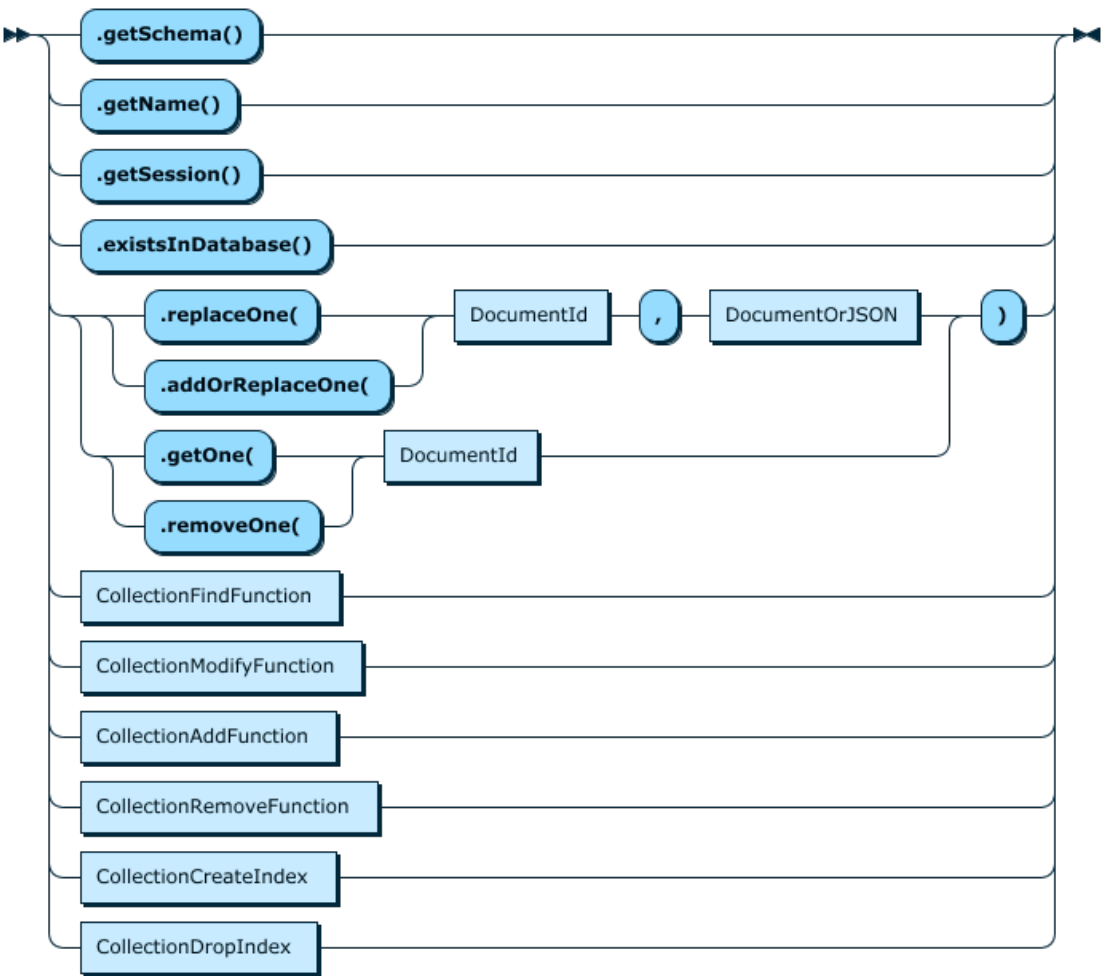 .getSchema()
.getName()
.getSession()
.existsInDatabase()
.replaceOne( DocumentId , DocumentOrJSON )
.addOrReplaceOne(
.getOne( DocumentId
.removeOne(
CollectionFindFunction
CollectionModifyFunction
CollectionAddFunction
CollectionRemoveFunction
CollectionCreateIndex
CollectionDropIndex